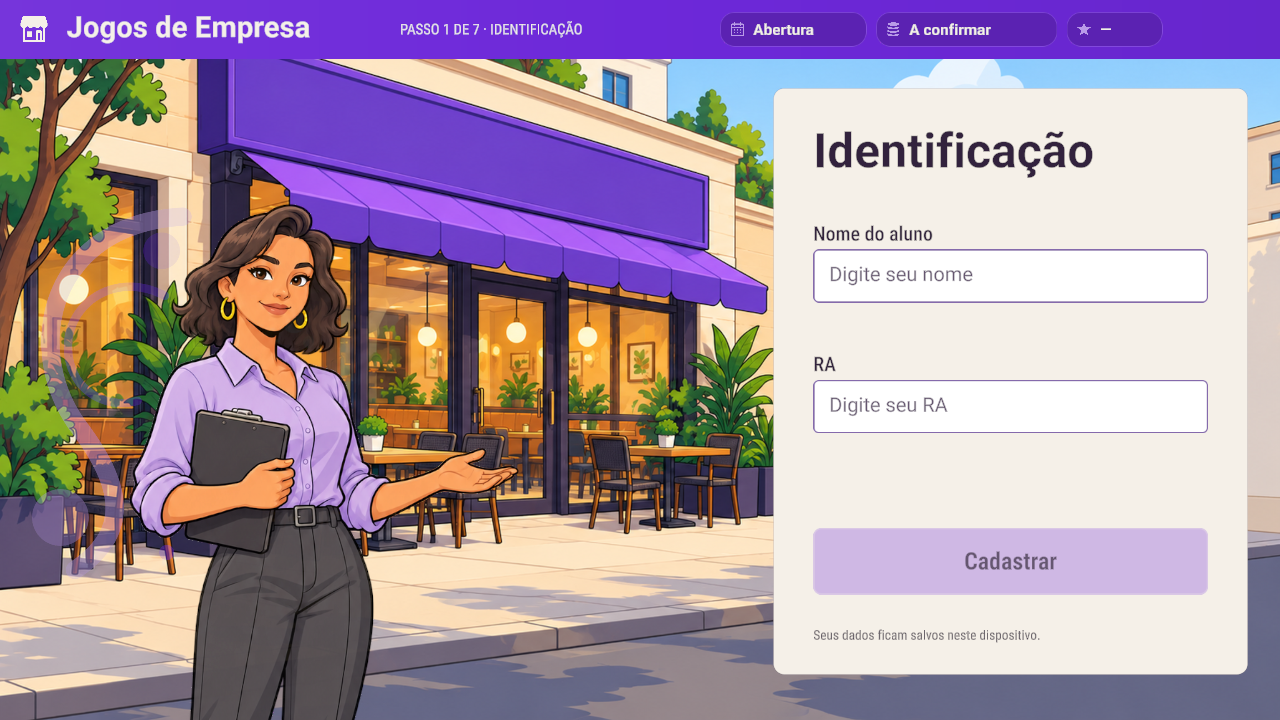 Jogos de Empresa
PASSO 1 DE 7 · IDENTIFICAÇÃO
Abertura
A confirmar
–
Identificação
Nome do aluno
Digite seu nome
RA
Digite seu RA
Cadastrar
Seus dados ficam salvos neste dispositivo.